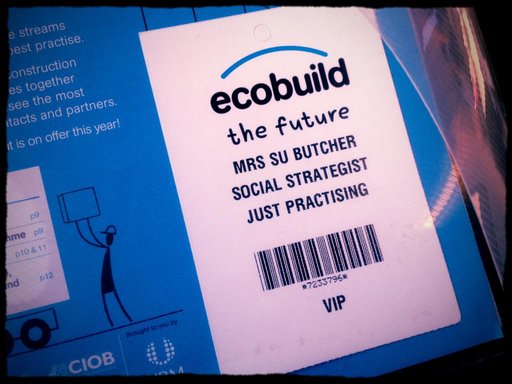 e streams
best practise.
construction
es together
see the most
tacts and partners.
t is on offer this year!
p9
mme p9
p10 & 11
nd p12
Brought to you by
CIOB
ecobuild
the future
MRS SU BUTCHER
SOCIAL STRATEGIST
JUST PRACTISING
*7233796*
VIP